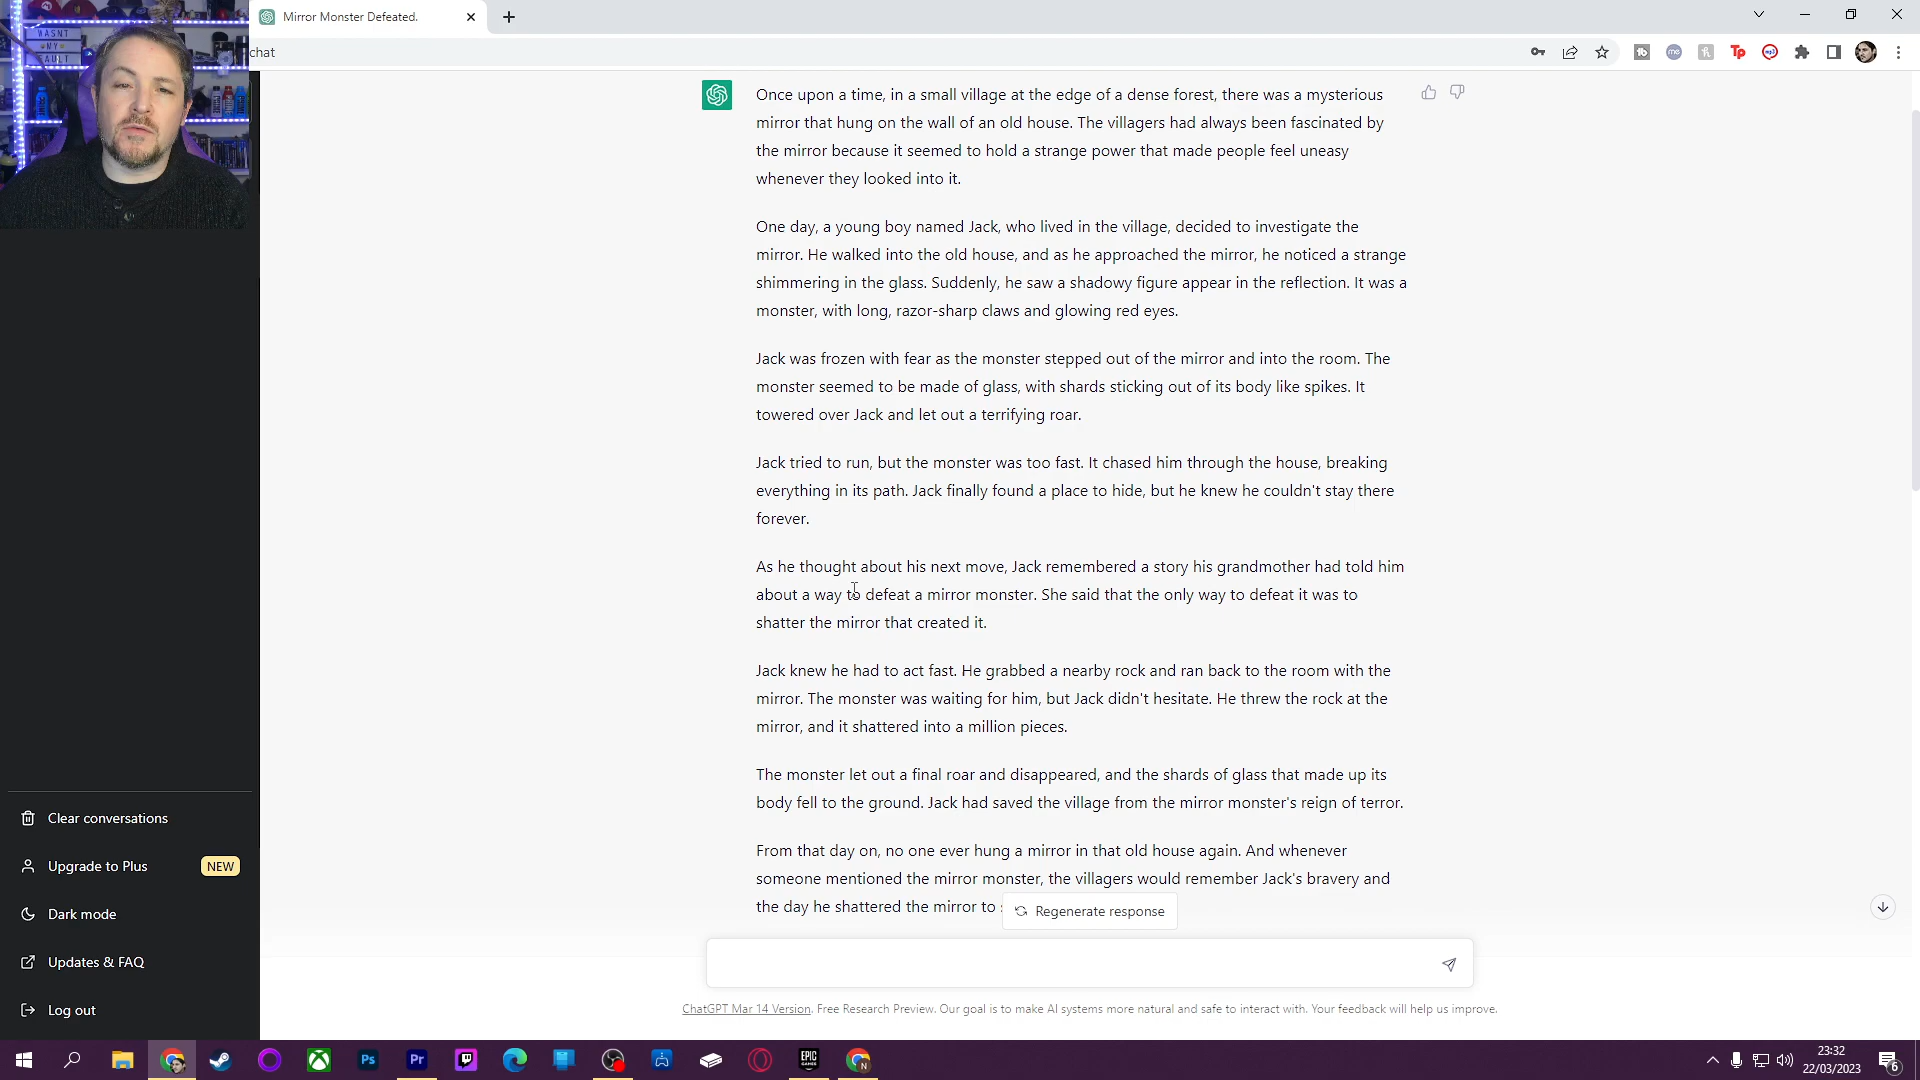 Mirror Monster Defeated.
chat
WASNT
MY
FAULT
Once upon a time, in a small village at the edge of a dense forest, there was a mysterious
mirror that hung on the wall of an old house. The villagers had always been fascinated by
the mirror because it seemed to hold a strange power that made people feel uneasy
whenever they looked into it.
One day, a young boy named Jack, who lived in the village, decided to investigate the
mirror. He walked into the old house, and as he approached the mirror, he noticed a strange
shimmering in the glass. Suddenly, he saw a shadowy figure appear in the reflection. It was a
monster, with long, razor-sharp claws and glowing red eyes.
Jack was frozen with fear as the monster stepped out of the mirror and into the room. The
monster seemed to be made of glass, with shards sticking out of its body like spikes. It
towered over Jack and let out a terrifying roar.
Jack tried to run, but the monster was too fast. It chased him through the house, breaking
everything in its path. Jack finally found a place to hide, but he knew he couldn't stay there
forever.
As he thought about his next move, Jack remembered a story his grandmother had told him
about a way to defeat a mirror monster. She said that the only way to defeat it was to
shatter the mirror that created it.
Jack knew he had to act fast. He grabbed a nearby rock and ran back to the room with the
mirror. The monster was waiting for him, but Jack didn't hesitate. He threw the rock at the
mirror, and it shattered into a million pieces.
The monster let out a final roar and disappeared, and the shards of glass that made up its
body fell to the ground. Jack had saved the village from the mirror monster's reign of terror.
From that day on, no one ever hung a mirror in that old house again. And whenever
someone mentioned the mirror monster, the villagers would remember Jack's bravery and
the day he shattered the mirror to
Regenerate response
Clear conversations
Upgrade to Plus NEW
Dark mode
Updates & FAQ
Log out
ChatGPT Mar 14 Version. Free Research Preview. Our goal is to make AI systems more natural and safe to interact with. Your feedback will help us improve.
Ps
Pr
EPIC
GAMES
N
23:32
22/03/2023
6